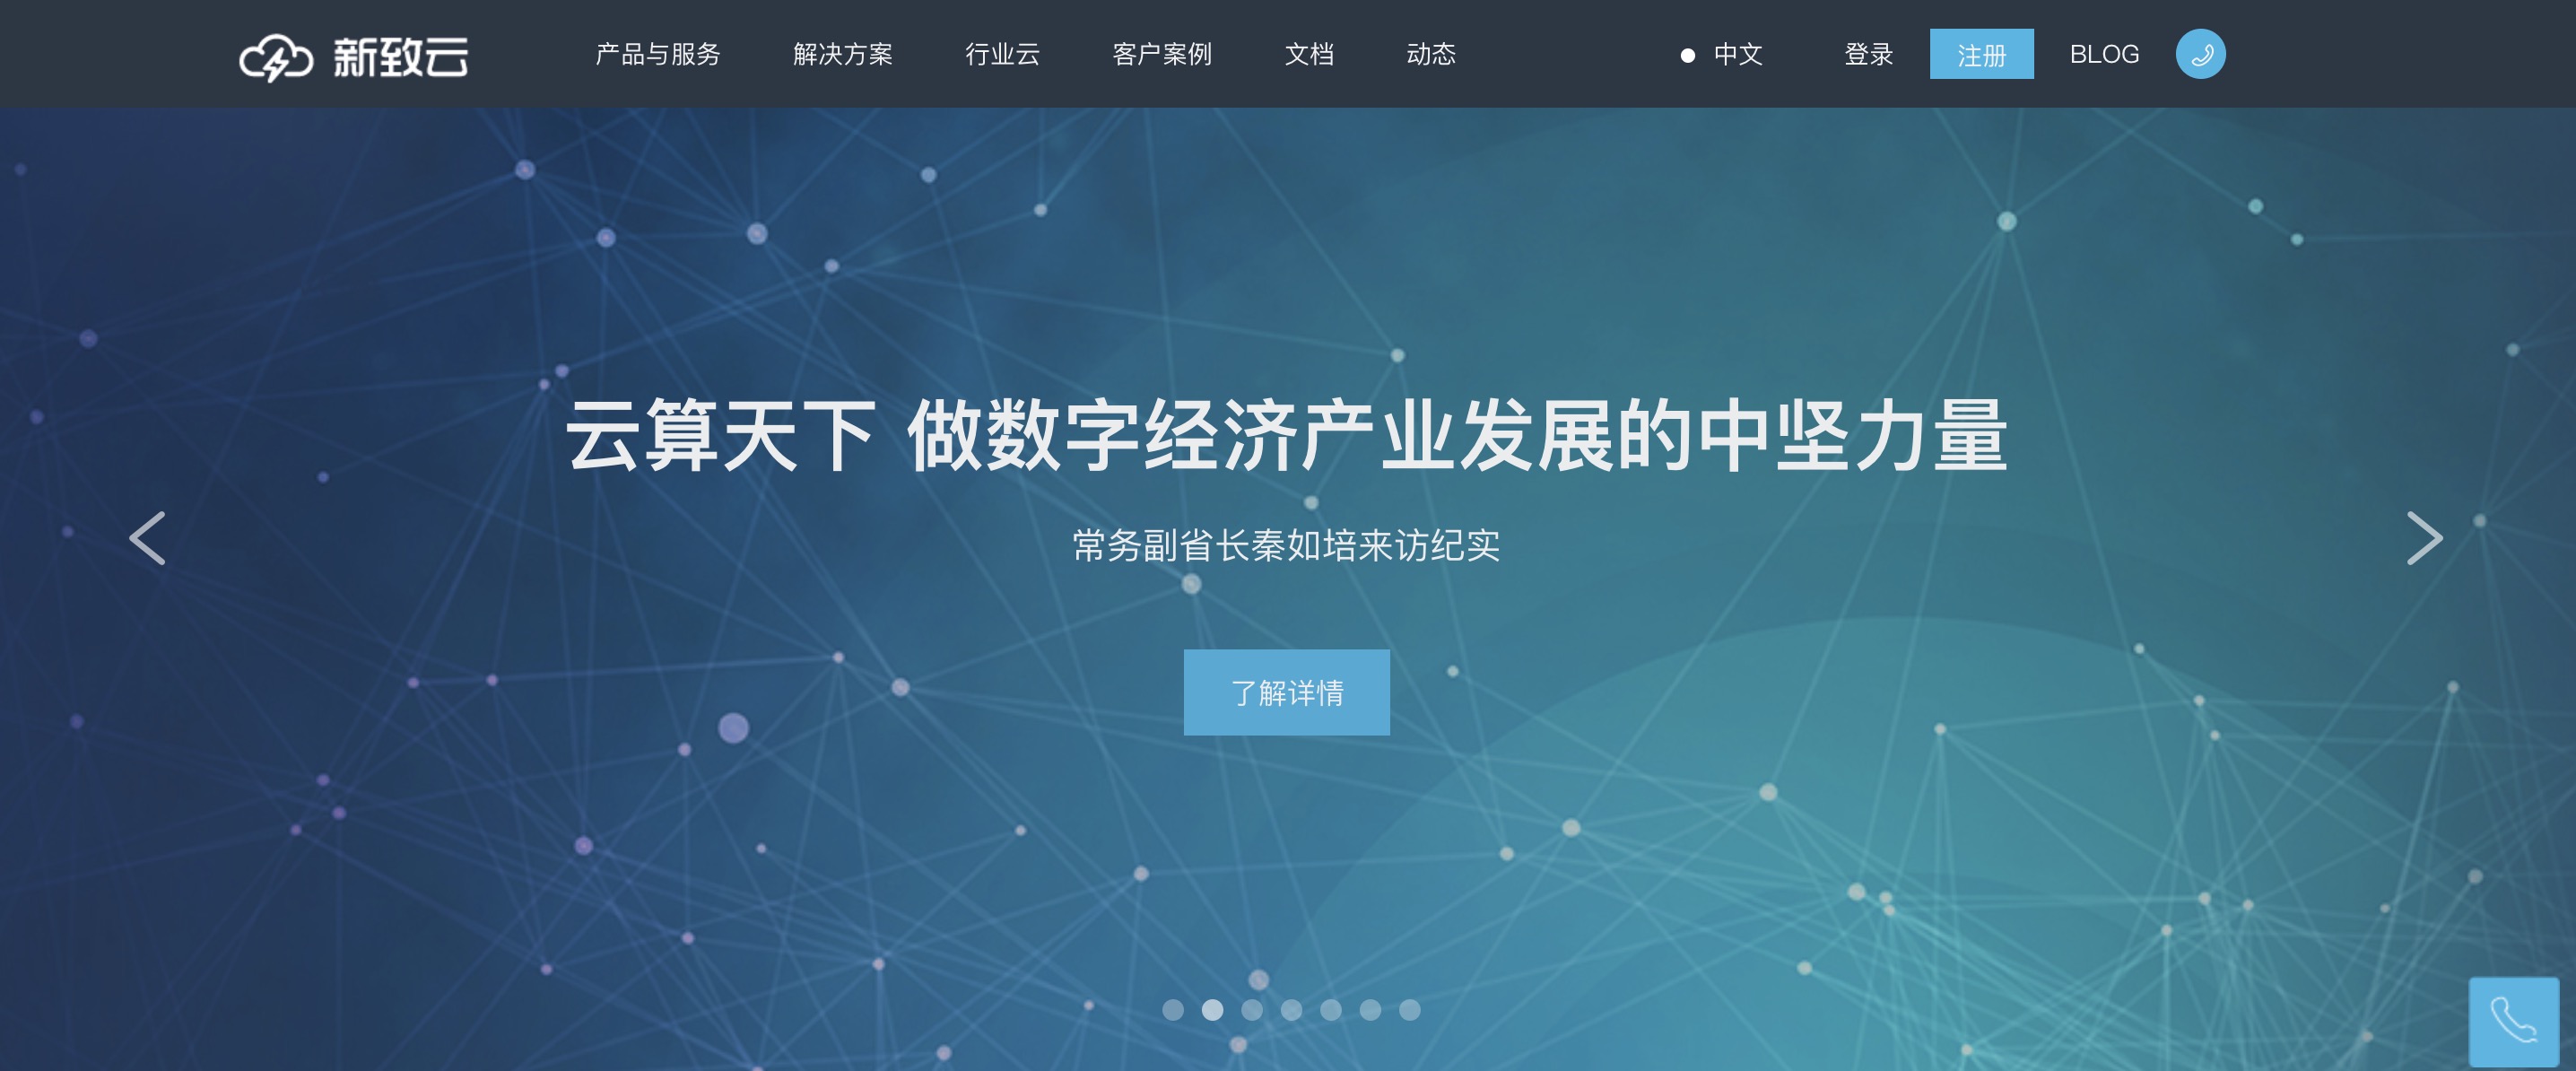 新致云
产品与服务 解决方案 行业云 客户案例 文档 动态 中文 登录 注册 BLOG
云算天下 做数字经济产业发展的中坚力量
常务副省长秦如培来访纪实
了解详情